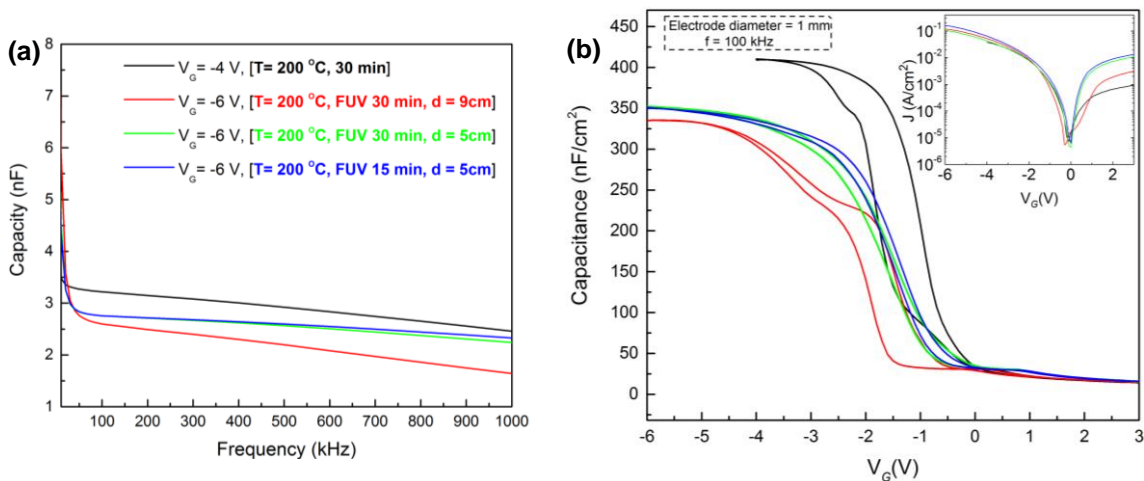 (a)
8
7
6
5
4
3
2
1
Capacity (nF)
V_G= -4 V, [T= 200 °C, 30 min]
V_G= -6 V, [T= 200 °C, FUV 30 min, d = 9cm]
V_G= -6 V, [T= 200 °C, FUV 30 min, d = 5cm]
V_G= -6 V, [T= 200 °C, FUV 15 min, d = 5cm]
100 200 300 400 500 600 700 800 900 1000
Frequency (kHz)
(b)
450
400
350
300
250
200
150
100
50
0
Capacitance (nF/cm²)
Electrode diameter = 1 mm
f = 100 kHz
-6 -5 -4 -3 -2 -1 0 1 2 3
V_G(V)
10⁻¹
10⁻²
10⁻³
10⁻⁴
10⁻⁵
10⁻⁶
J (A/cm²)
-6 -4 -2 0 2
V_G(V)